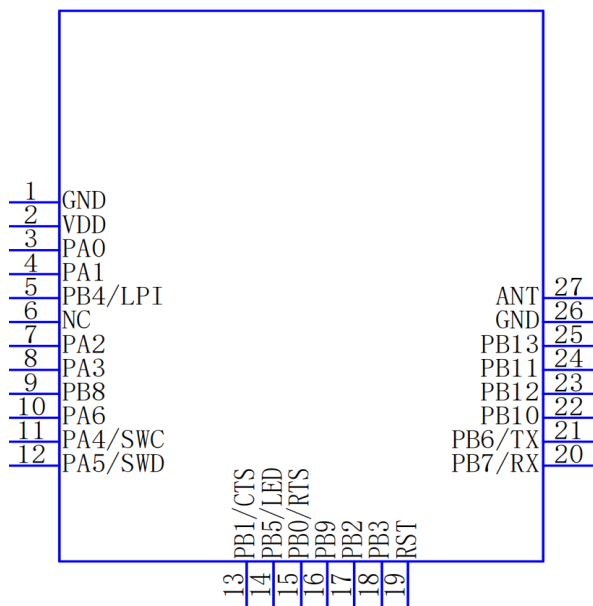 1 GND
2 VDD
3 PA0
4 PA1
5 PB4/LPI
6 NC
7 PA2
8 PA3
9 PB8
10 PA6
11 PA4/SWC
12 PA5/SWD
13 PB1/CTS
14 PB5/LED
15 PB0/RTS
16 PB9
17 PB2
18 PB3
19 RST
ANT 27
GND 26
PB13 25
PB11 24
PB12 23
PB10 22
PB6/TX 21
PB7/RX 20